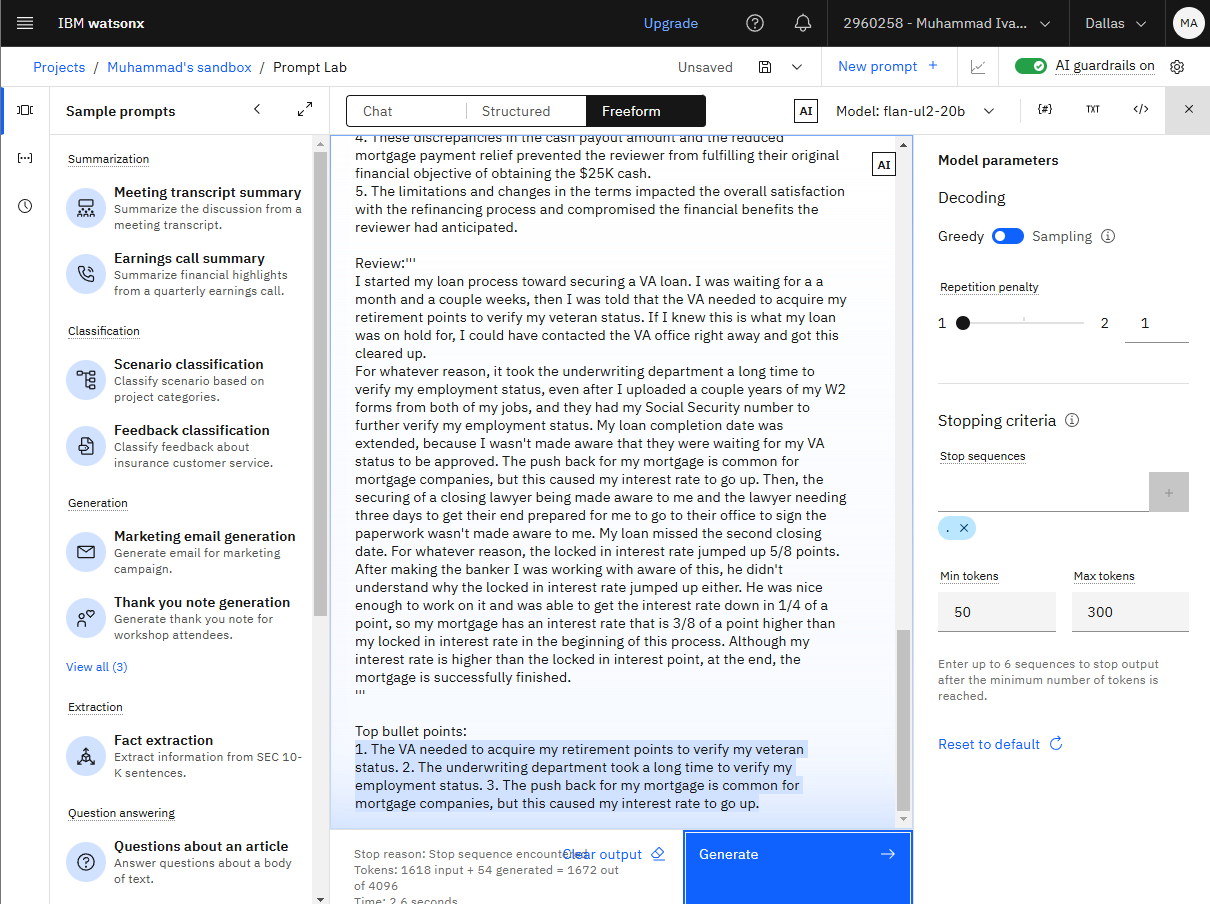 IBM watsonx
Upgrade
2960258 - Muhammad Iva...
Dallas
MA
Projects / Muhammad's sandbox / Prompt Lab
Unsaved
New prompt +
AI guardrails on
Sample prompts
Chat
Structured
Freeform
AI
Model: flan-ul2-20b
{#}
TXT
</>
Summarization
Meeting transcript summary
Summarize the discussion from a
meeting transcript.
Earnings call summary
Summarize financial highlights
from a quarterly earnings call.
Classification
Scenario classification
Classify scenario based on
project categories.
Feedback classification
Classify feedback about
insurance customer service.
Generation
Marketing email generation
Generate email for marketing
campaign.
Thank you note generation
Generate thank you note for
workshop attendees.
View all (3)
Extraction
Fact extraction
Extract information from SEC 10-
K sentences.
Question answering
Questions about an article
Answer questions about a body
of text.
4. These discrepancies in the cash payout amount and the reduced
mortgage payment relief prevented the reviewer from fulfilling their original
financial objective of obtaining the $25K cash.
5. The limitations and changes in the terms impacted the overall satisfaction
with the refinancing process and compromised the financial benefits the
reviewer had anticipated.
AI
Review:'''
I started my loan process toward securing a VA loan. I was waiting for a a
month and a couple weeks, then I was told that the VA needed to acquire my
retirement points to verify my veteran status. If I knew this is what my loan
was on hold for, I could have contacted the VA office right away and got this
cleared up.
For whatever reason, it took the underwriting department a long time to
verify my employment status, even after I uploaded a couple years of my W2
forms from both of my jobs, and they had my Social Security number to
further verify my employment status. My loan completion date was
extended, because I wasn't made aware that they were waiting for my VA
status to be approved. The push back for my mortgage is common for
mortgage companies, but this caused my interest rate to go up. Then, the
securing of a closing lawyer being made aware to me and the lawyer needing
three days to get their end prepared for me to go to their office to sign the
paperwork wasn't made aware to me. My loan missed the second closing
date. For whatever reason, the locked in interest rate jumped up 5/8 points.
After making the banker I was working with aware of this, he didn't
understand why the locked in interest rate jumped up either. He was nice
enough to work on it and was able to get the interest rate down in 1/4 of a
point, so my mortgage has an interest rate that is 3/8 of a point higher than
my locked in interest rate in the beginning of this process. Although my
interest rate is higher than the locked in interest point, at the end, the
mortgage is successfully finished.
'''
Top bullet points:
1. The VA needed to acquire my retirement points to verify my veteran
status. 2. The underwriting department took a long time to verify my
employment status. 3. The push back for my mortgage is common for
mortgage companies, but this caused my interest rate to go up.
Stop reason: Stop sequence encountered
Tokens: 1618 input + 54 generated = 1672 out
of 4096
Time: 2.6 seconds
Clear output
Generate
Model parameters
Decoding
Greedy
Sampling
Repetition penalty
1
2
1
Stopping criteria
Stop sequences
+
. ×
Min tokens
Max tokens
50
300
Enter up to 6 sequences to stop output
after the minimum number of tokens is
reached.
Reset to default